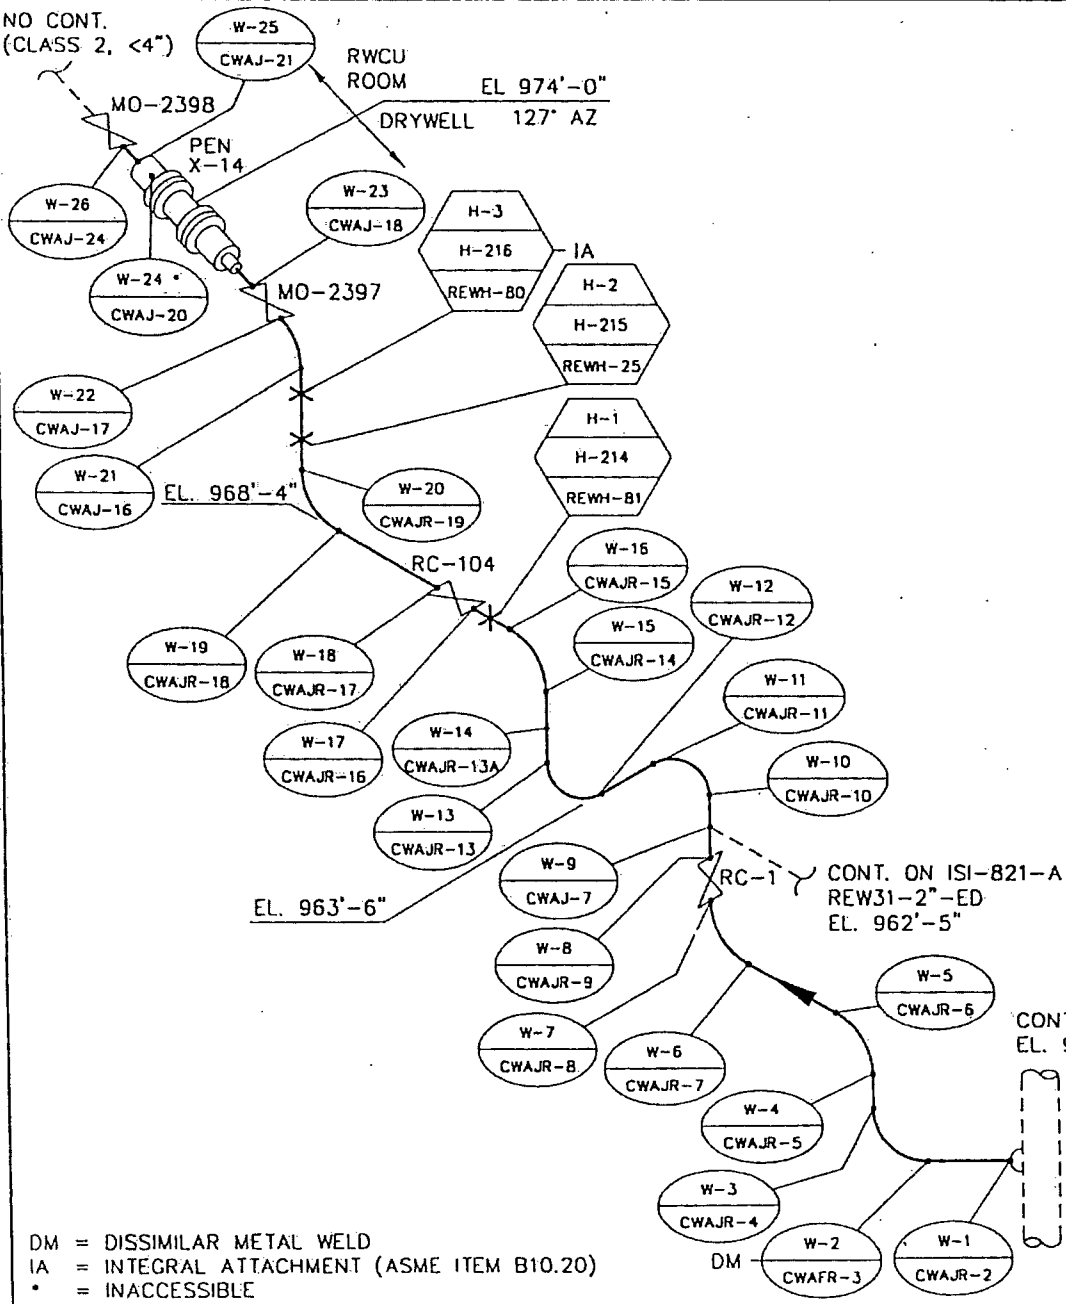 NO CONT.
(CLASS 2, <4")
W-25
CWAJ-21
RWCU
ROOM
EL 974'-0"
DRYWELL 127° AZ
MO-2398
PEN
X-14
W-26
CWAJ-24
W-24 *
CWAJ-20
W-23
CWAJ-18
MO-2397
H-3
H-216
REWH-80
IA
H-2
H-215
REWH-25
H-1
H-214
REWH-81
W-22
CWAJ-17
W-21
CWAJ-16
EL. 968'-4"
W-20
CWAJR-19
RC-104
W-16
CWAJR-15
W-12
CWAJR-12
W-15
CWAJR-14
W-19
CWAJR-18
W-18
CWAJR-17
W-11
CWAJR-11
W-17
CWAJR-16
W-14
CWAJR-13A
W-10
CWAJR-10
W-13
CWAJR-13
W-9
CWAJ-7
RC-1
CONT. ON ISI-821-A
REW31-2"-ED
EL. 962'-5"
EL. 963'-6"
W-8
CWAJR-9
W-5
CWAJR-6
W-7
CWAJR-8
W-6
CWAJR-7
CONT
EL. 9
W-4
CWAJR-5
W-3
CWAJR-4
DM
W-2
CWAFR-3
W-1
CWAJR-2
DM = DISSIMILAR METAL WELD
IA = INTEGRAL ATTACHMENT (ASME ITEM B10.20)
* = INACCESSIBLE